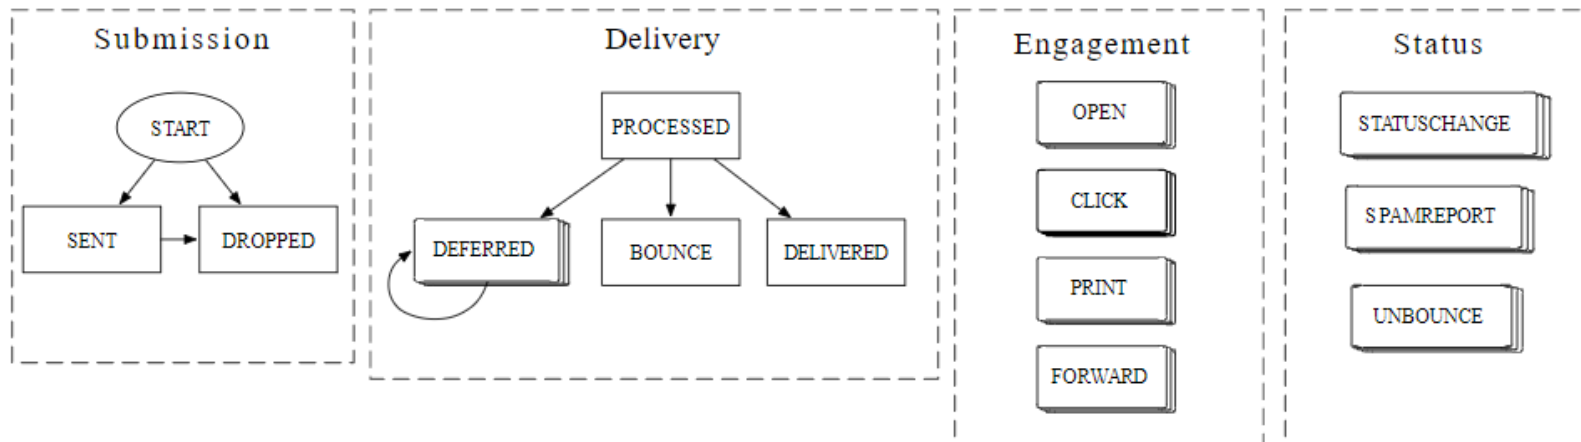 Submission
START
SENT
DROPPED
Delivery
PROCESSED
DEFERRED
BOUNCE
DELIVERED
Engagement
OPEN
CLICK
PRINT
FORWARD
Status
STATUSCHANGE
SPAMREPORT
UNBOUNCE